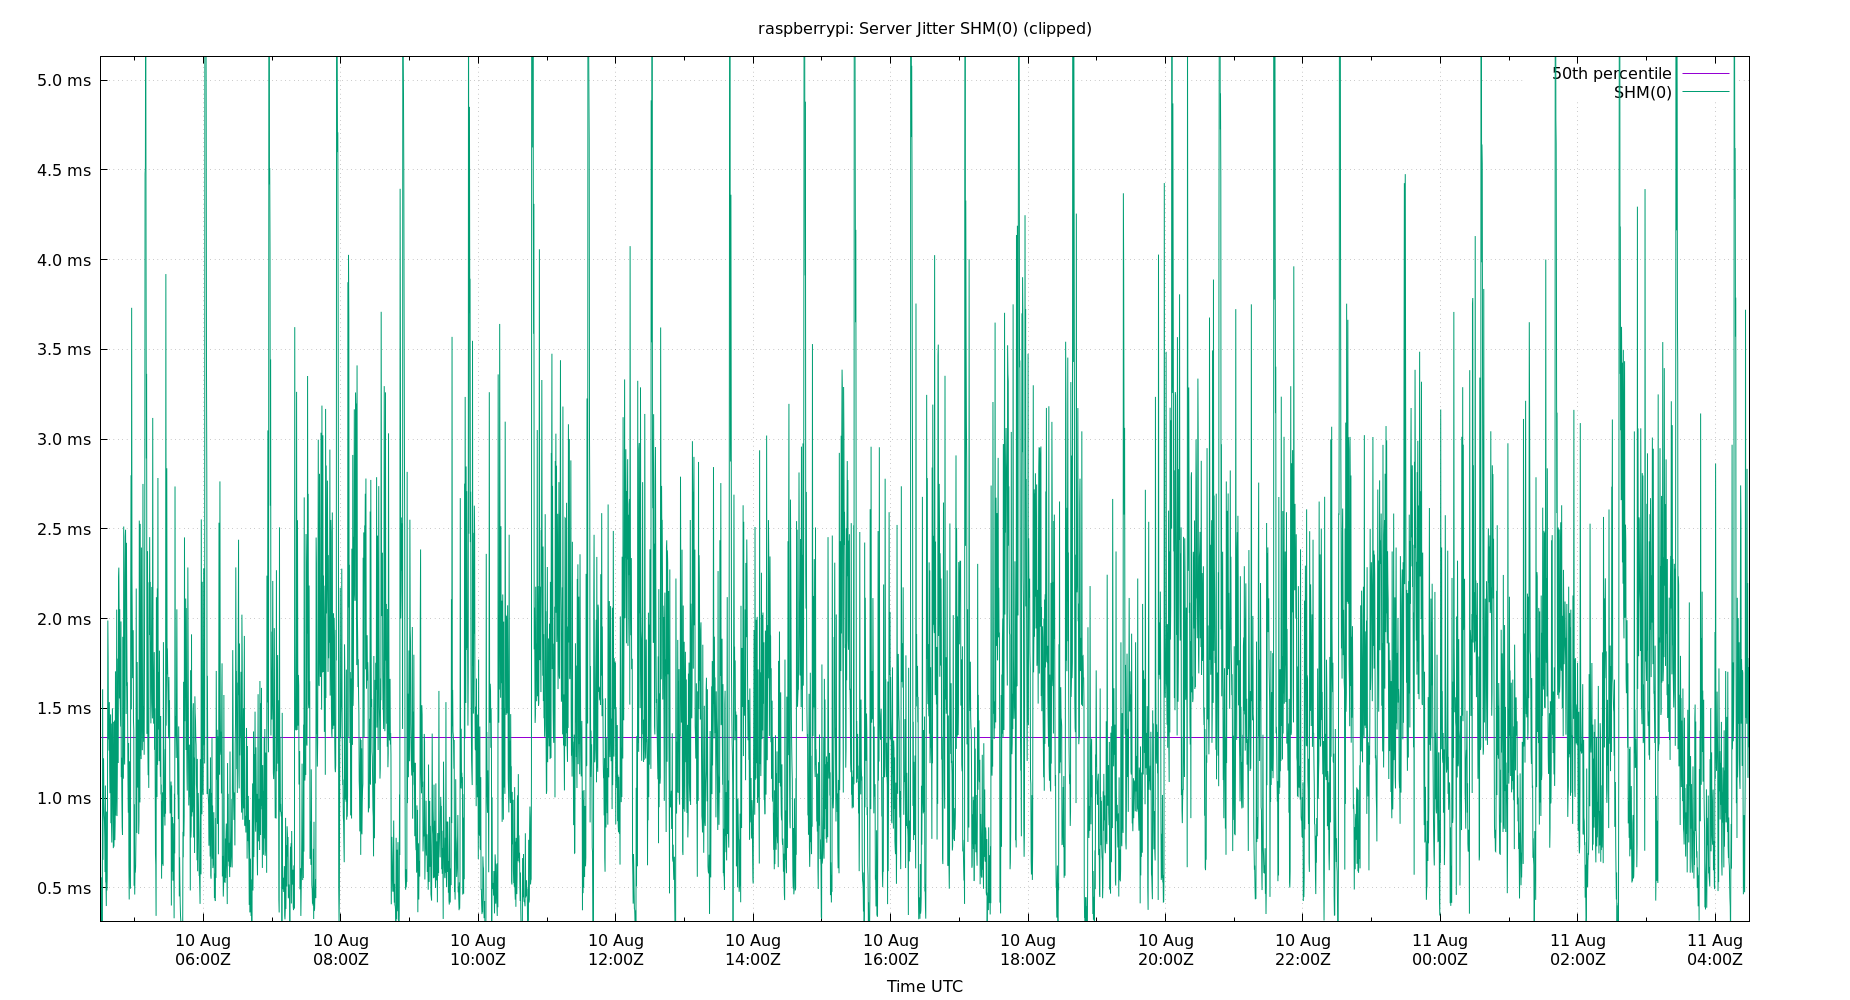 raspberrypi: Server Jitter SHM(0) (clipped)
50th percentile
SHM(0)
5.0 ms
4.5 ms
4.0 ms
3.5 ms
3.0 ms
2.5 ms
2.0 ms
1.5 ms
1.0 ms
0.5 ms
10 Aug 10 Aug 10 Aug 10 Aug 10 Aug 10 Aug 10 Aug 10 Aug 10 Aug 11 Aug 11 Aug 11 Aug
06:00Z 08:00Z 10:00Z 12:00Z 14:00Z 16:00Z 18:00Z 20:00Z 22:00Z 00:00Z 02:00Z 04:00Z
Time UTC